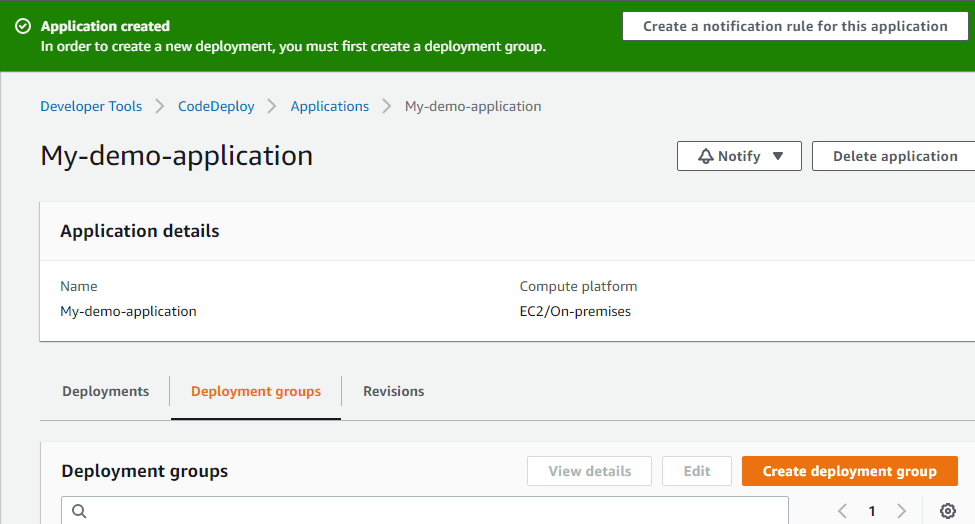 Application created
In order to create a new deployment, you must first create a deployment group.
Create a notification rule for this application
Developer Tools
CodeDeploy
Applications
My-demo-application
My-demo-application
Notify
Delete application
Application details
Name
Compute platform
My-demo-application
EC2/On-premises
Deployments
Deployment groups
Revisions
Deployment groups
View details
Edit
Create deployment group
1